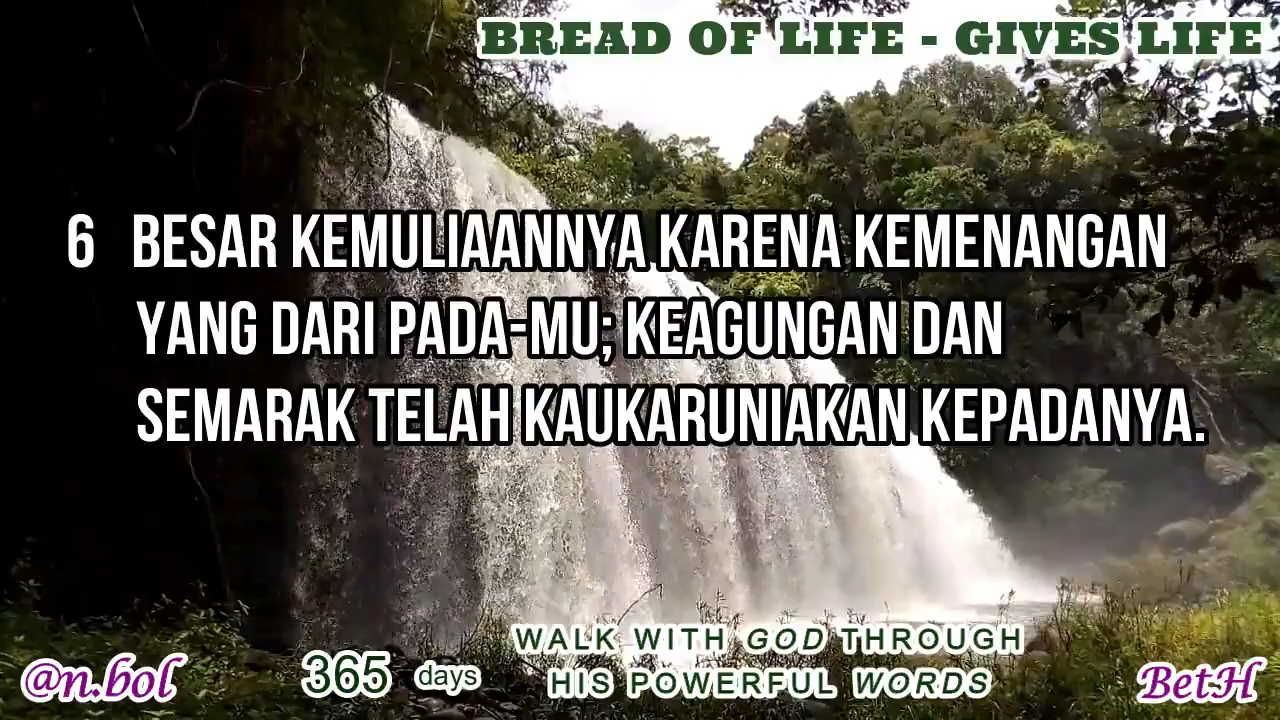 BREAD OF LIFE - GIVES LIFE
6 BESAR KEMULIAANNYA KARENA KEMENANGAN
YANG DARI PADA-MU; KEAGUNGAN DAN
SEMARAK TELAH KAUKARUNIAKAN KEPADANYA.
WALK WITH GOD THROUGH
HIS POWERFUL WORDS
@n.bol
365 days
BetH